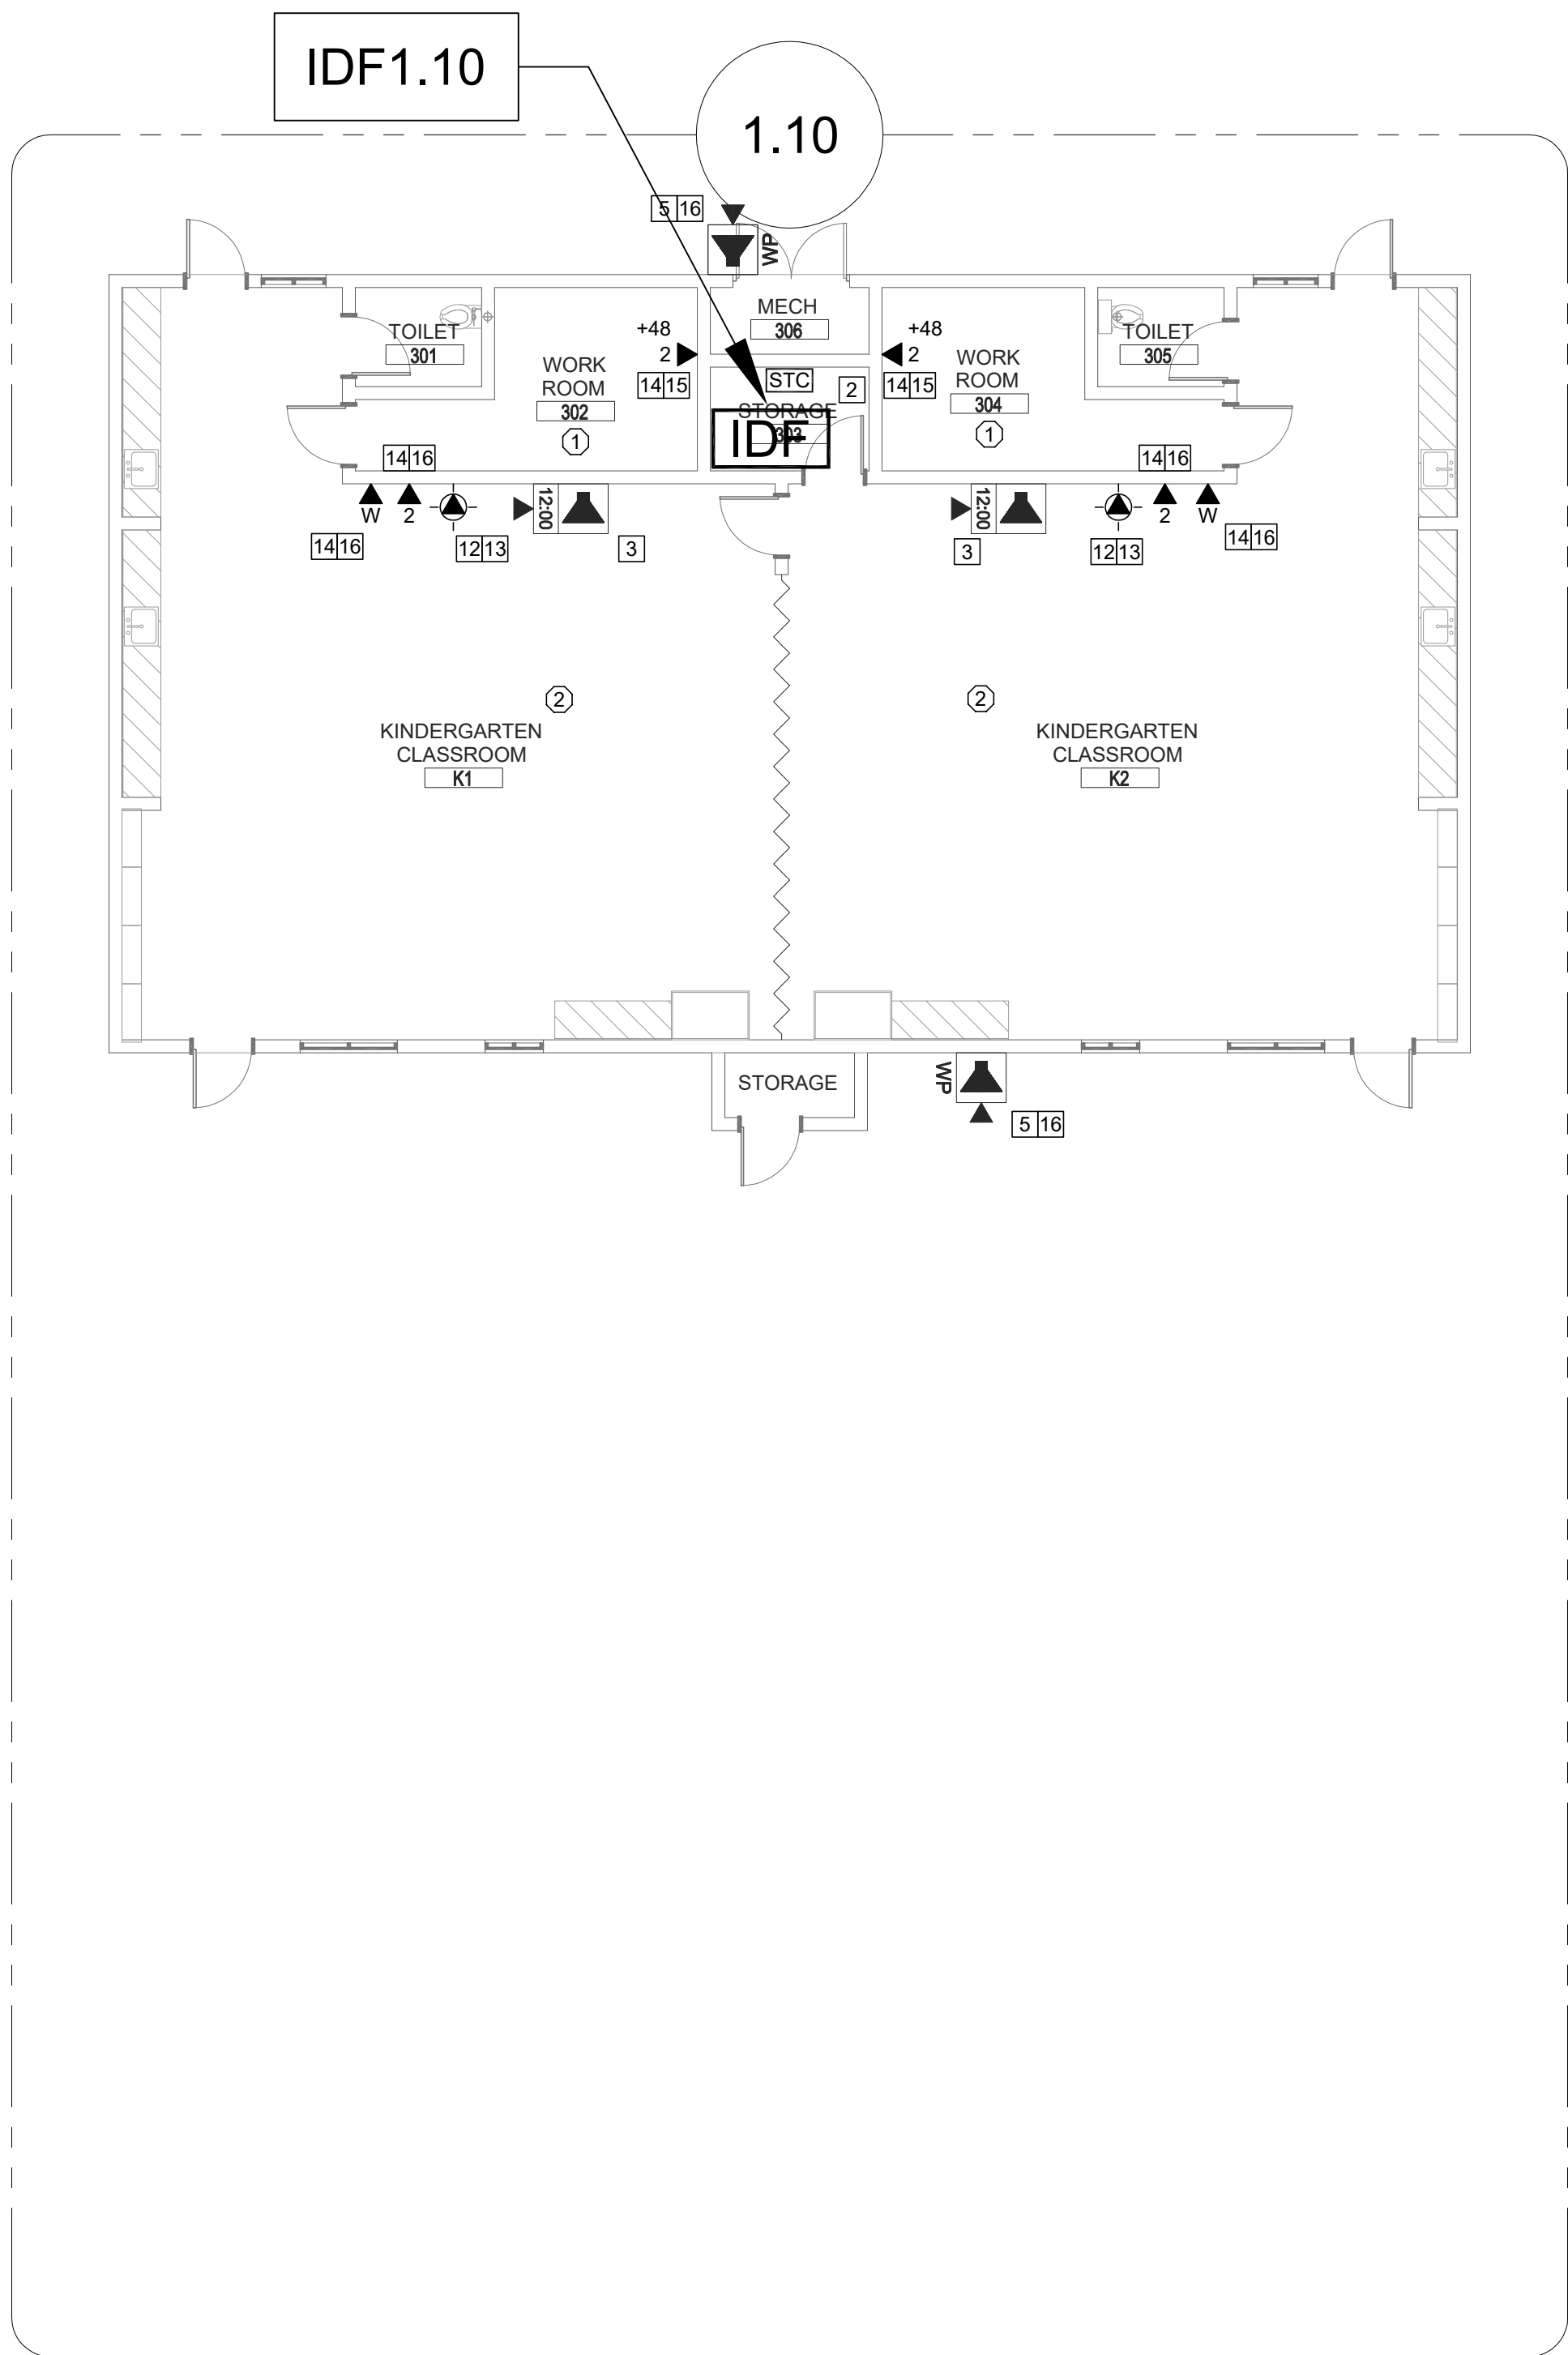 IDF1.10
1.10
5 16
WP
MECH
306
TOILET
301
+48
2
14 15
WORK
ROOM
302
1
STC
2
STORAGE
303
IDF
+48
2
14 15
WORK
ROOM
304
1
TOILET
305
14 16
W
2
14 16
12 13
12:00
3
12:00
3
14 16
12 13
2
W
14 16
2
KINDERGARTEN
CLASSROOM
K1
2
KINDERGARTEN
CLASSROOM
K2
STORAGE
WP
5 16